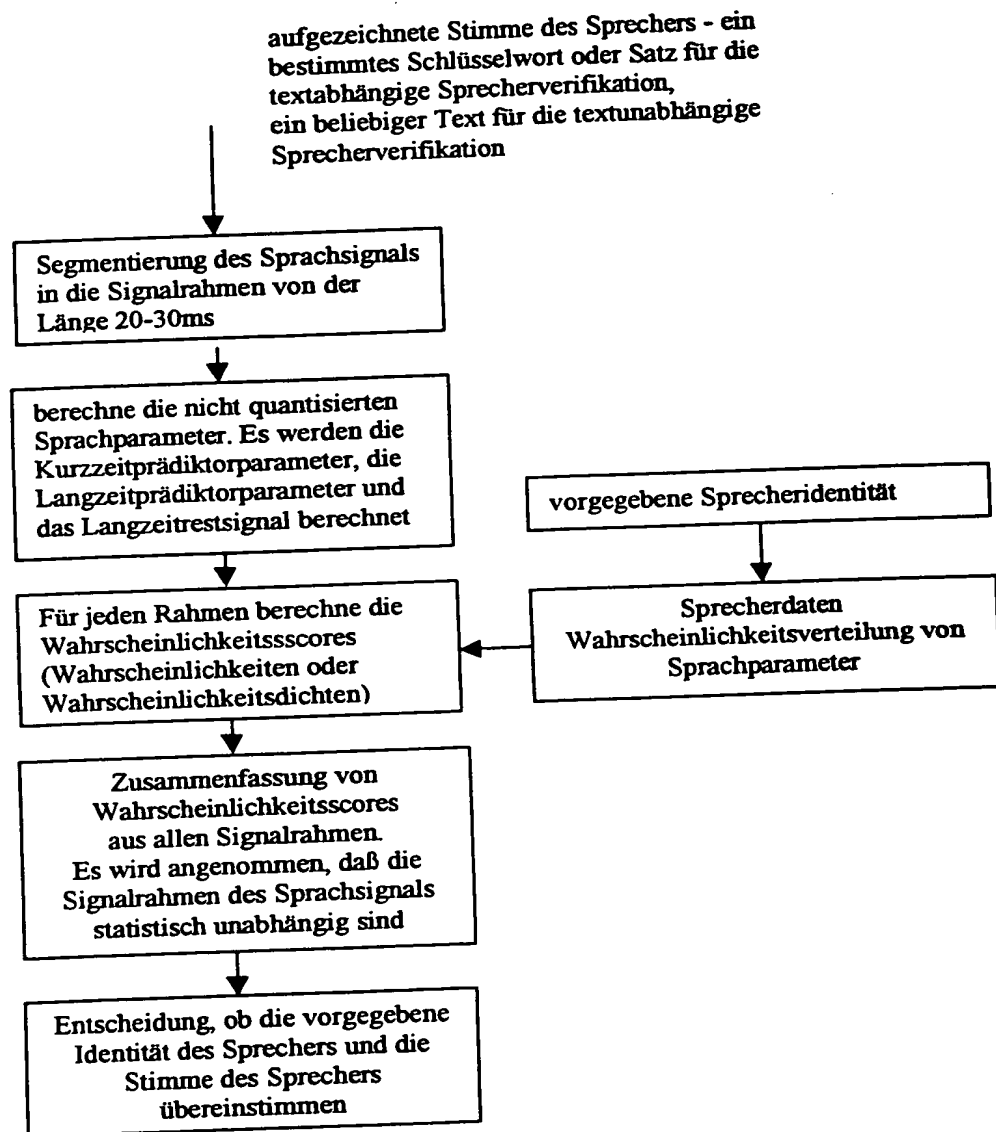 aufgezeichnete Stimme des Sprechers - ein
bestimmtes Schlüsselwort oder Satz für die
textabhängige Sprecherverifikation,
ein beliebiger Text für die textunabhängige
Sprecherverifikation
Segmentierung des Sprachsignals
in die Signalrahmen von der
Länge 20-30ms
berechne die nicht quantisierten
Sprachparameter. Es werden die
Kurzzeitprädiktorparameter, die
Langzeitprädiktorparameter und
das Langzeitrestsignal berechnet
vorgegebene Sprecheridentität
Für jeden Rahmen berechne die
Wahrscheinlichkeitssscores
(Wahrscheinlichkeiten oder
Wahrscheinlichkeitsdichten)
Sprecherdaten
Wahrscheinlichkeitsverteilung von
Sprachparameter
Zusammenfassung von
Wahrscheinlichkeitsscores
aus allen Signalrahmen.
Es wird angenommen, daß die
Signalrahmen des Sprachsignals
statistisch unabhängig sind
Entscheidung, ob die vorgegebene
Identität des Sprechers und die
Stimme des Sprechers
übereinstimmen